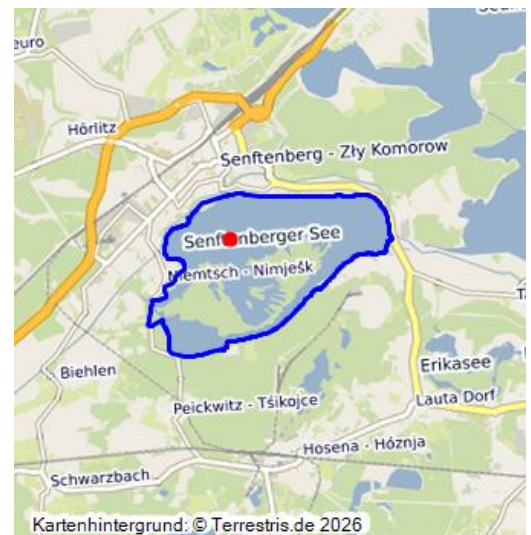 Hörlitz
Senftenberg - Zły Komorow
Senftenberger See
Niemtsch - Nimješk
Erikasee
Biehlen
Lauta Dorf
Peickwitz - Tšikojce
Hosena - Hóznja
Schwarzbach
Kartenhintergrund: © Terrestris.de 2026